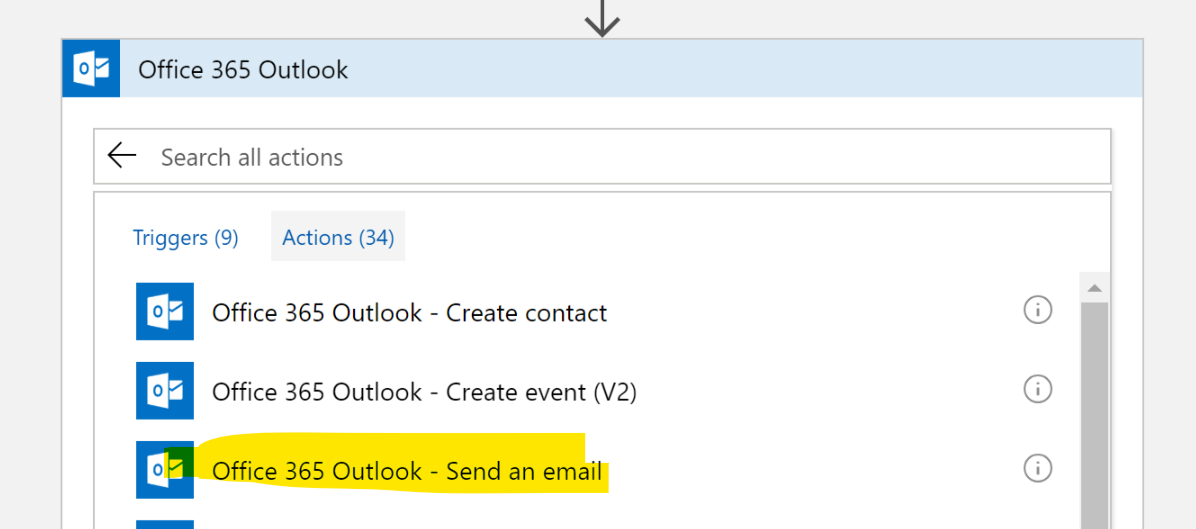 Office 365 Outlook
Search all actions
Triggers (9) Actions (34)
Office 365 Outlook - Create contact
Office 365 Outlook - Create event (V2)
Office 365 Outlook - Send an email